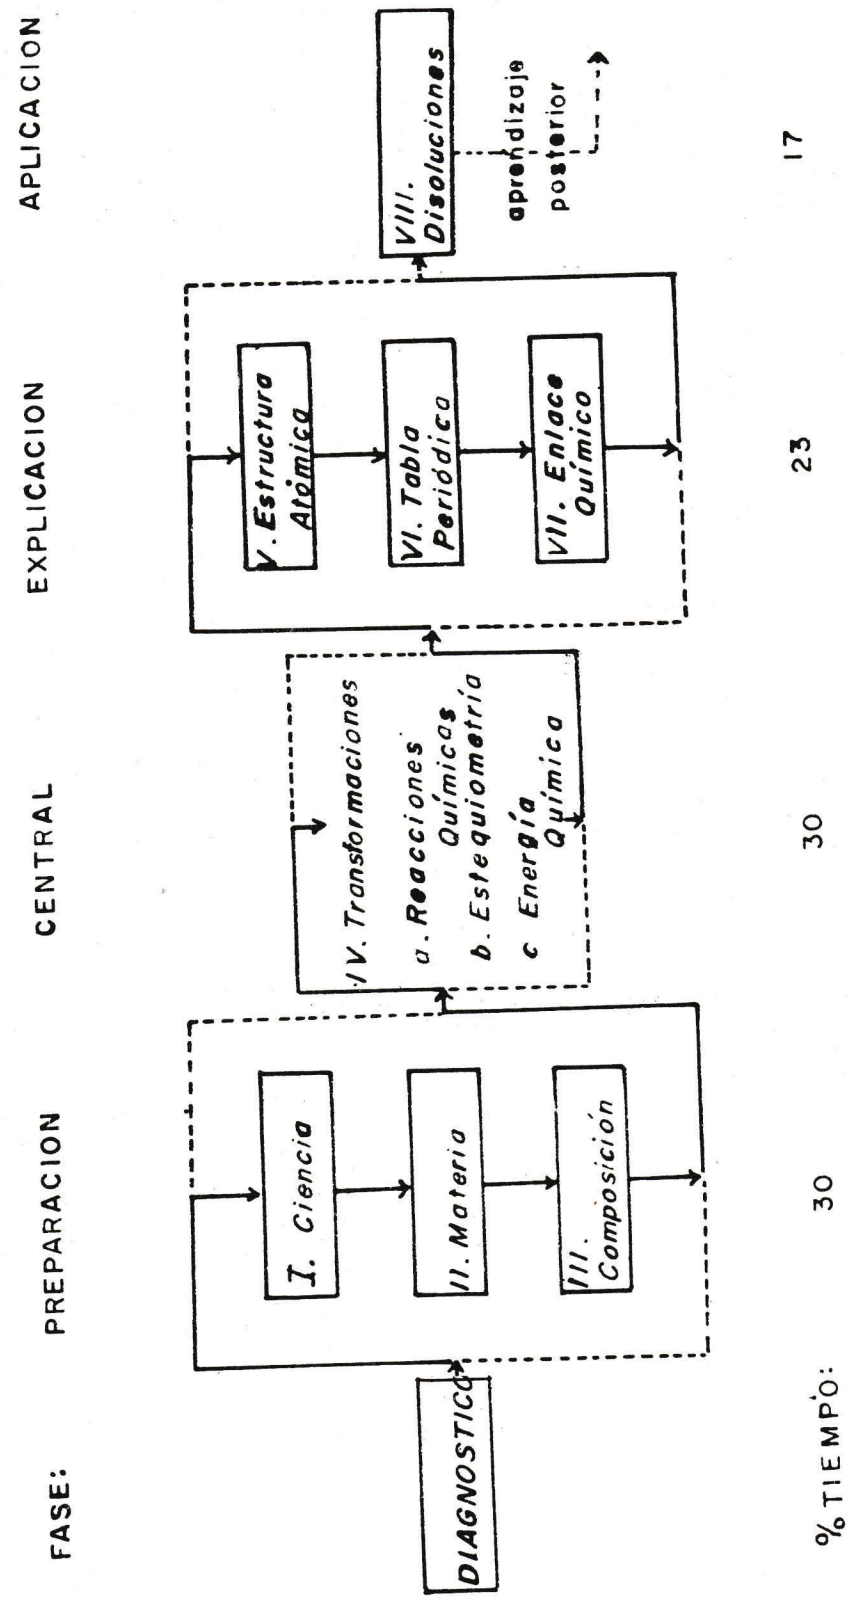 FASE:
PREPARACION
CENTRAL
EXPLICACION
APLICACION
DIAGNOSTICO
I. Ciencia
II. Materia
III.
Composición
IV. Transformaciones
a. Reacciones
Químicas
b. Estequiometría
c Energía
Química
V. Estructura
Atómica
VI. Tabla
Periódica
VII. Enlace
Químico
VIII.
Disoluciones
aprendizaje
posterior
% TIEMPO:
30
30
23
17